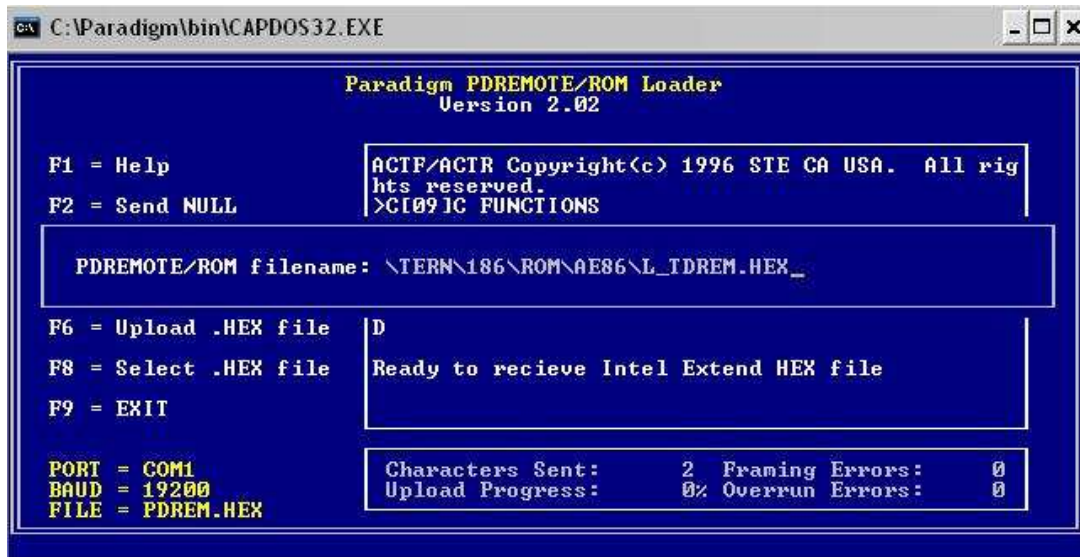 C:\Paradigm\bin\CAPDOS32.EXE
Paradigm PDREMOTE/ROM Loader
Version 2.02
F1 = Help
F2 = Send NULL
ACTF/ACTR Copyright(c) 1996 STE CA USA. All rig
hts reserved.
>C[09]C FUNCTIONS
PDREMOTE/ROM filename: \TERN\186\ROM\AE86\L_TDREM.HEX_
F6 = Upload .HEX file
F8 = Select .HEX file
F9 = EXIT
D
Ready to recieve Intel Extend HEX file
PORT = COM1
BAUD = 19200
FILE = PDREM.HEX
Characters Sent: 2 Framing Errors: 0
Upload Progress: 0% Overrun Errors: 0